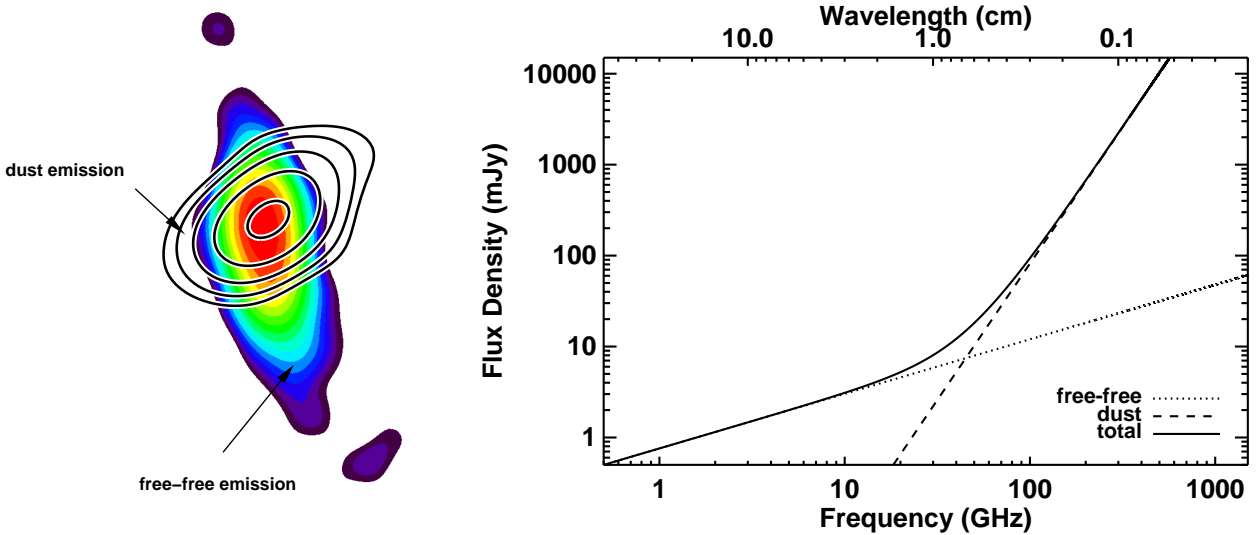 dust emission
free–free emission
Wavelength (cm)
10.0 1.0 0.1
Flux Density (mJy)
10000
1000
100
10
1
free-free
dust
total
1 10 100 1000
Frequency (GHz)